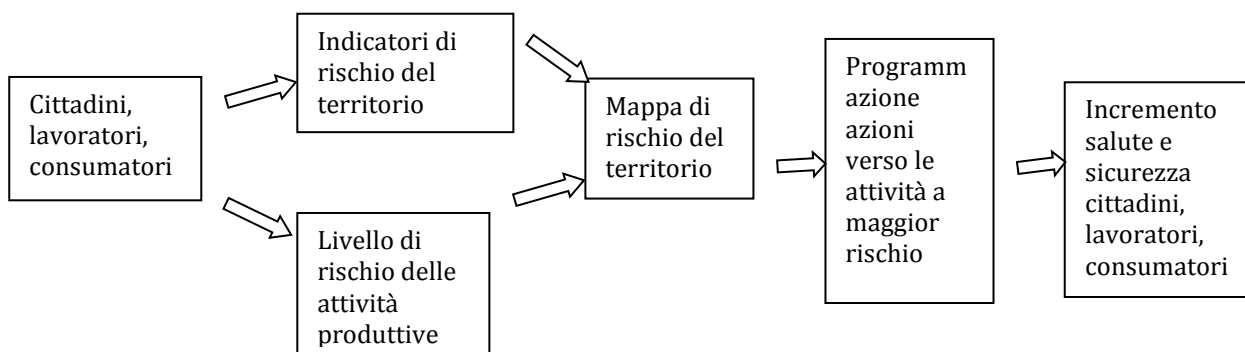 Cittadini,
lavoratori,
consumatori
Indicatori di
rischio del
territorio
Livello di
rischio delle
attività
produttive
Mappa di
rischio del
territorio
Programm
azione
azioni
verso le
attività a
maggior
rischio
Incremento
salute e
sicurezza
cittadini,
lavoratori,
consumatori